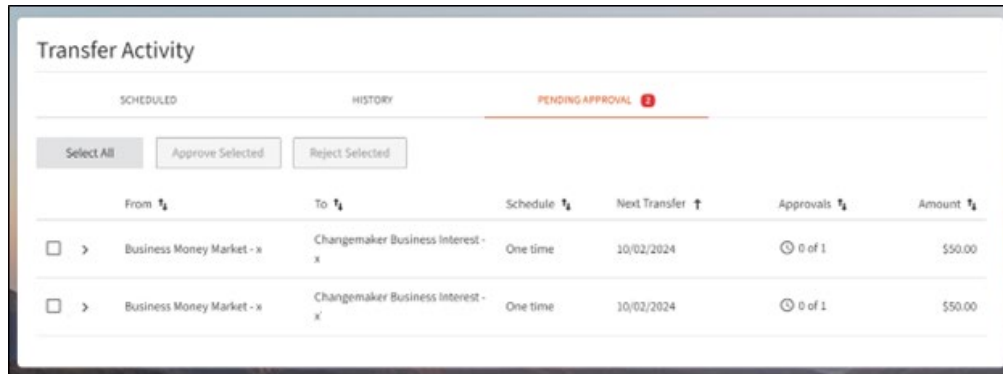 Transfer Activity
SCHEDULED HISTORY PENDING APPROVAL 2
Select All Approve Selected Reject Selected
From To Schedule Next Transfer Approvals Amount
Business Money Market - x Changemaker Business Interest - x One time 10/02/2024 0 of 1 $50.00
Business Money Market - x Changemaker Business Interest - x' One time 10/02/2024 0 of 1 $50.00